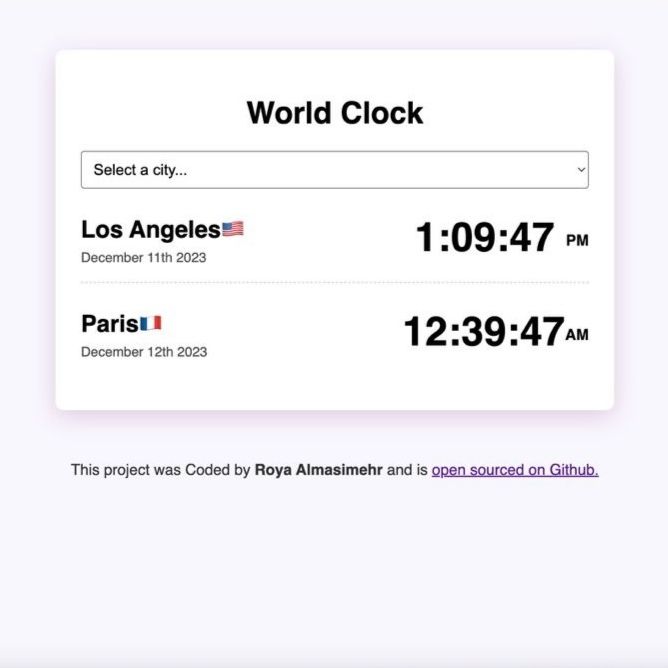 World Clock
Select a city...
Los Angeles🇺🇸
1:09:47 PM
December 11th 2023
Paris🇫🇷
12:39:47AM
December 12th 2023
This project was Coded by Roya Almasimehr and is open sourced on Github.